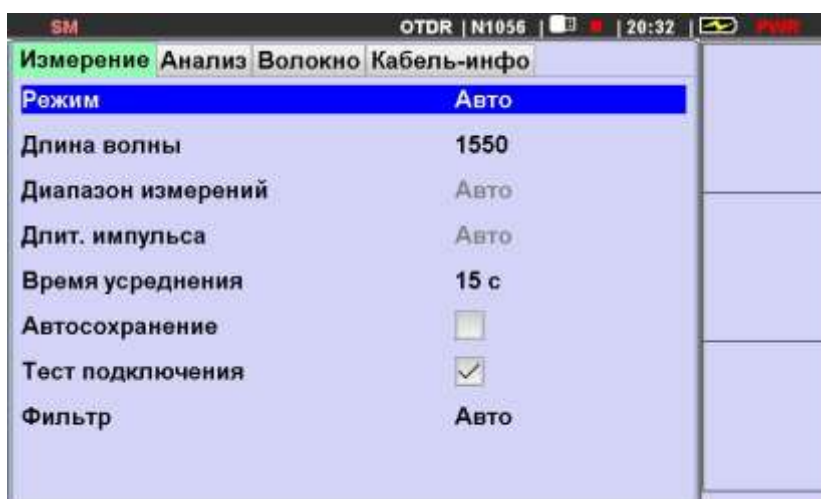 SM OTDR | N1056 | | 20:32 | PWR
Измерение Анализ Волокно Кабель-инфо
Режим Авто
Длина волны 1550
Диапазон измерений Авто
Длит. импульса Авто
Время усреднения 15 с
Автосохранение
Тест подключения
Фильтр Авто